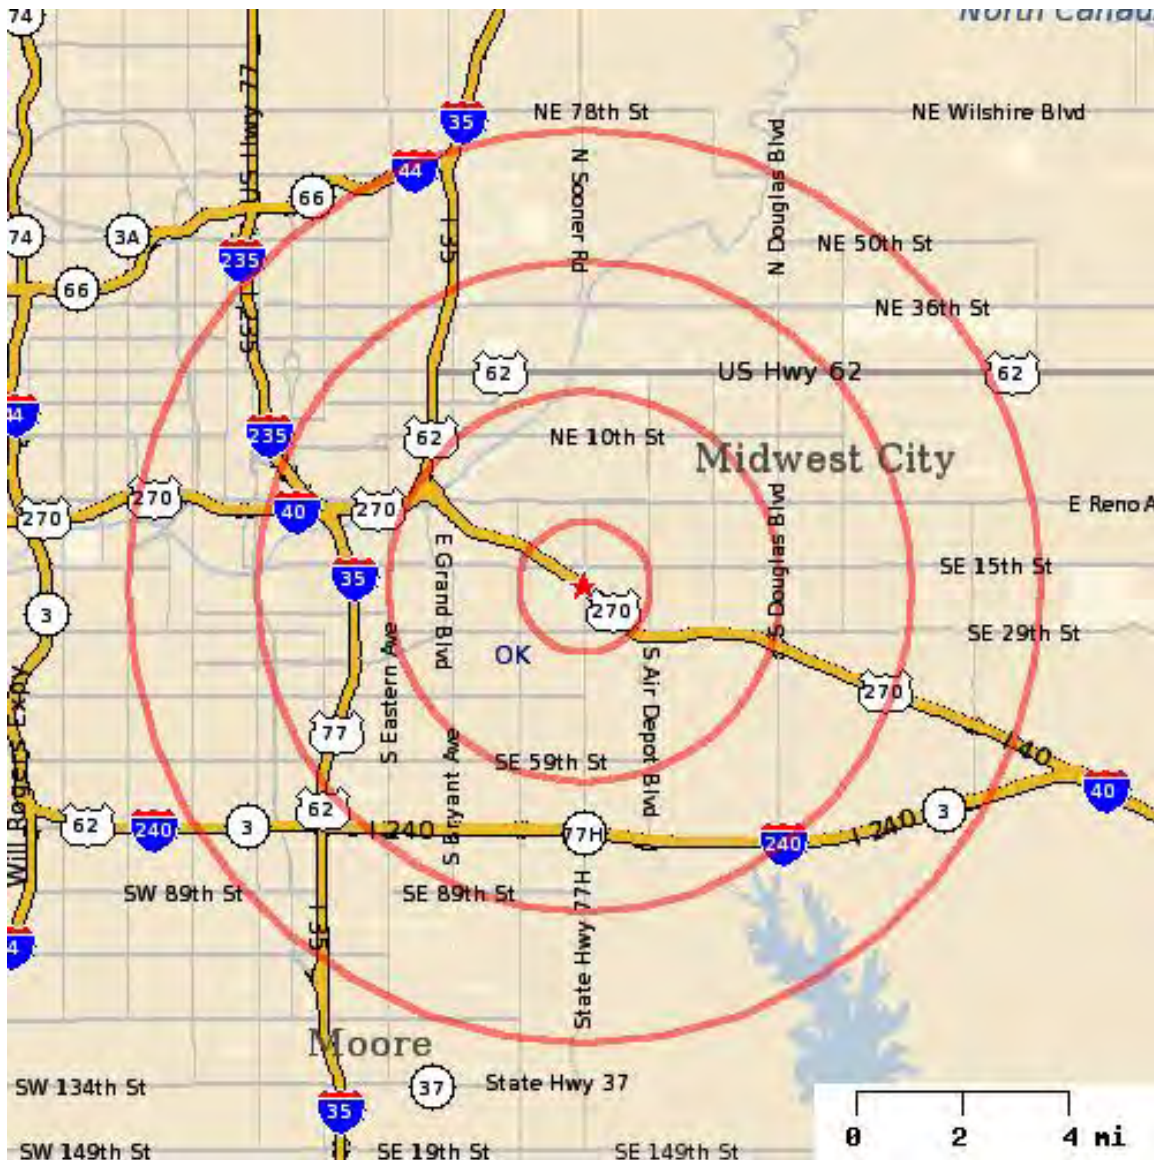 North Canad
74
US Hwy 77
35
NE 78th St
NE Wilshire Blvd
N Douglas Blvd
N Sooner Rd
44
66
74
3A
I 35
NE 50th St
235
66
I 235
NE 36th St
62
US Hwy 62
62
44
235
62
NE 10th St
Midwest City
270
270
40
270
E Reno A
S Douglas Blvd
E Grand Blvd
35
SE 15th St
3
270
SE 29th St
OK
S Eastern Ave
S Air Depot Blvd
270
Will Rogers Expy
77
S Bryant Ave
SE 59th St
I 40
40
62
240
3
62
I 240
77H
240
I 240
3
SW 89th St
SE 89th St
State Hwy 77H
I 35
4
Moore
SW 134th St
37
State Hwy 37
35
0 2 4 mi
SW 149th St
SE 19th St
SE 149th St